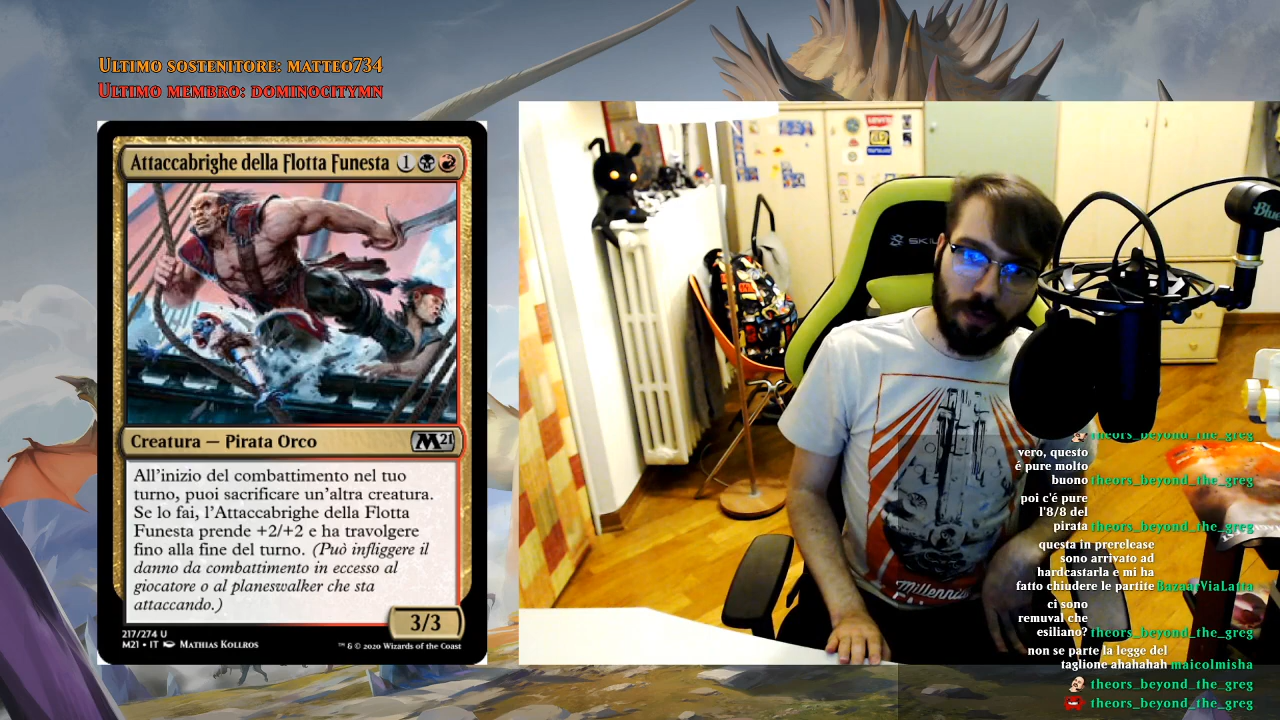 Ultimo sostenitore: matteo734
Ultimo membro: dominocitymn
Attaccabrighe della Flotta Funesta 1
Creatura — Pirata Orco
M21
All'inizio del combattimento nel tuo
turno, puoi sacrificare un'altra creatura.
Se lo fai, l'Attaccabrighe della Flotta
Funesta prende +2/+2 e ha travolgere
fino alla fine del turno. (Può infliggere il
danno da combattimento in eccesso al
giocatore o al planeswalker che sta
attaccando.)
3/3
217/274 U
M21 • IT Mathias Kollros
™ & © 2020 Wizards of the Coast
LEVI'S
SKIL
Blu
Millenniu
theors_beyond_the_greg
vero, questo
é pure molto
buono theors_beyond_the_greg
poi c'é pure
l'8/8 del
pirata theors_beyond_the_greg
questa in prerelease
sono arrivato ad
hardcastarla e mi ha
fatto chiudere le partite BazaarViaLatta
ci sono
remuval che
esiliano? theors_beyond_the_greg
non se parte la legge del
taglione ahahahah maicolmisha
theors_beyond_the_greg
theors_beyond_the_greg